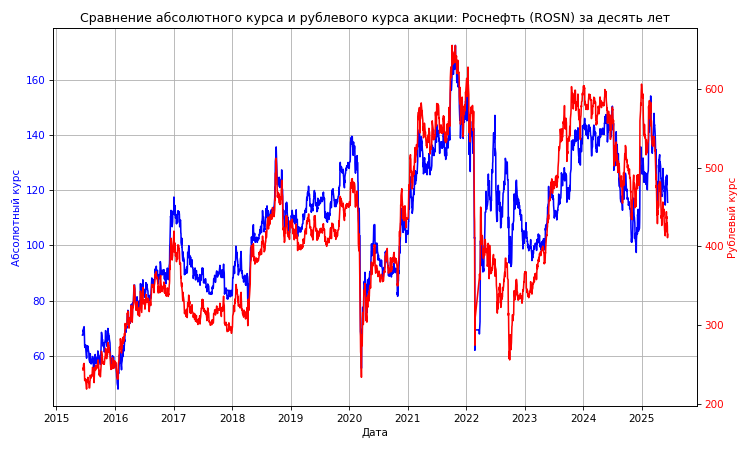 Сравнение абсолютного курса и рублевого курса акции: Роснефть (ROSN) за десять лет
Абсолютный курс
160
140
120
100
80
60
600
500
400
300
200
Рублевый курс
2015 2016 2017 2018 2019 2020 2021 2022 2023 2024 2025
Дата